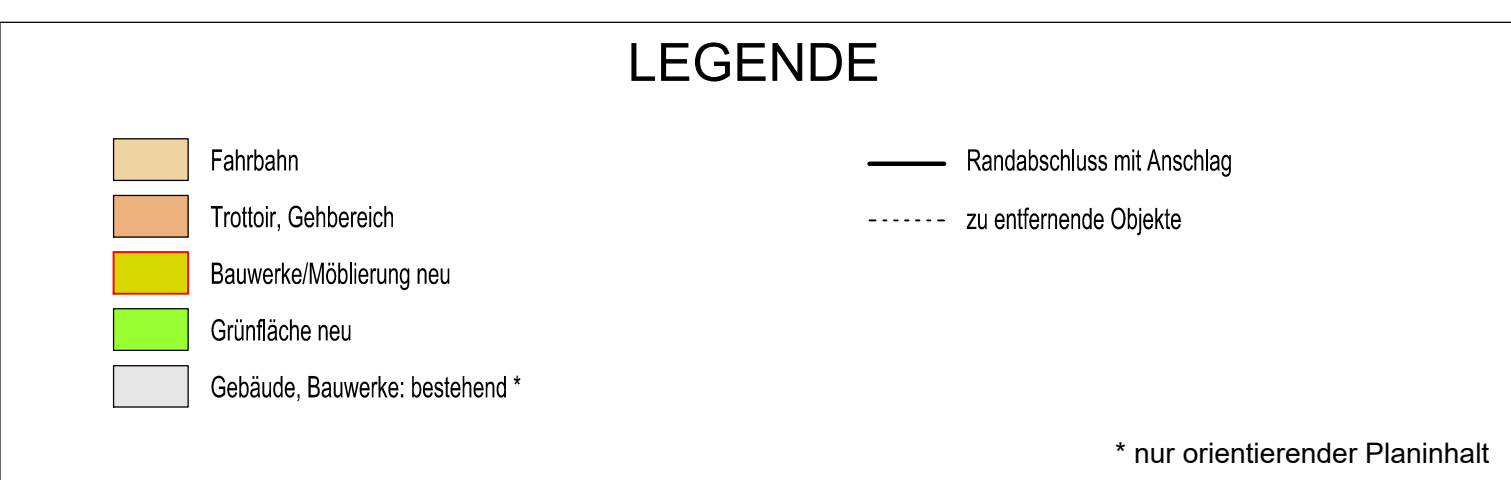 LEGENDE
Fahrbahn
Trottoir, Gehbereich
Bauwerke/Möblierung neu
Grünfläche neu
Gebäude, Bauwerke: bestehend *
Randabschluss mit Anschlag
zu entfernende Objekte
* nur orientierender Planinhalt